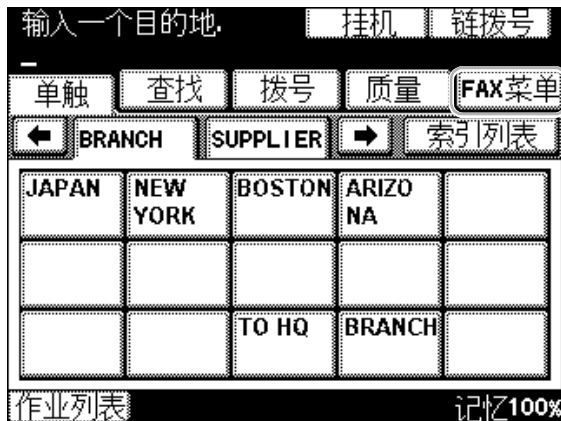 输入一个目的地. 挂机 链拨号
单触 查找 拨号 质量 FAX菜单
← BRANCH SUPPLIER → 索引列表
JAPAN NEW BOSTON ARIZO
YORK NA
TO HQ BRANCH
作业列表 记忆100%